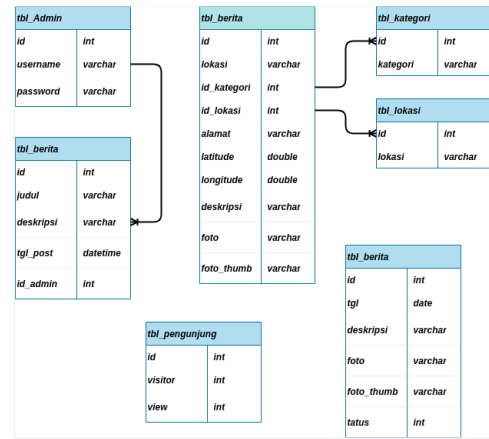 tbl_Admin
id int
username varchar
password varchar
tbl_berita
id int
judul varchar
deskripsi varchar
tgl_post datetime
id_admin int
tbl_berita
id int
lokasi varchar
id_kategori int
id_lokasi int
alamat varchar
latitude double
longitude double
deskripsi varchar
foto varchar
foto_thumb varchar
tbl_kategori
id int
kategori varchar
tbl_lokasi
id int
lokasi varchar
tbl_pengunjung
id int
visitor int
view int
tbl_berita
id int
tgl date
deskripsi varchar
foto varchar
foto_thumb varchar
tatus int